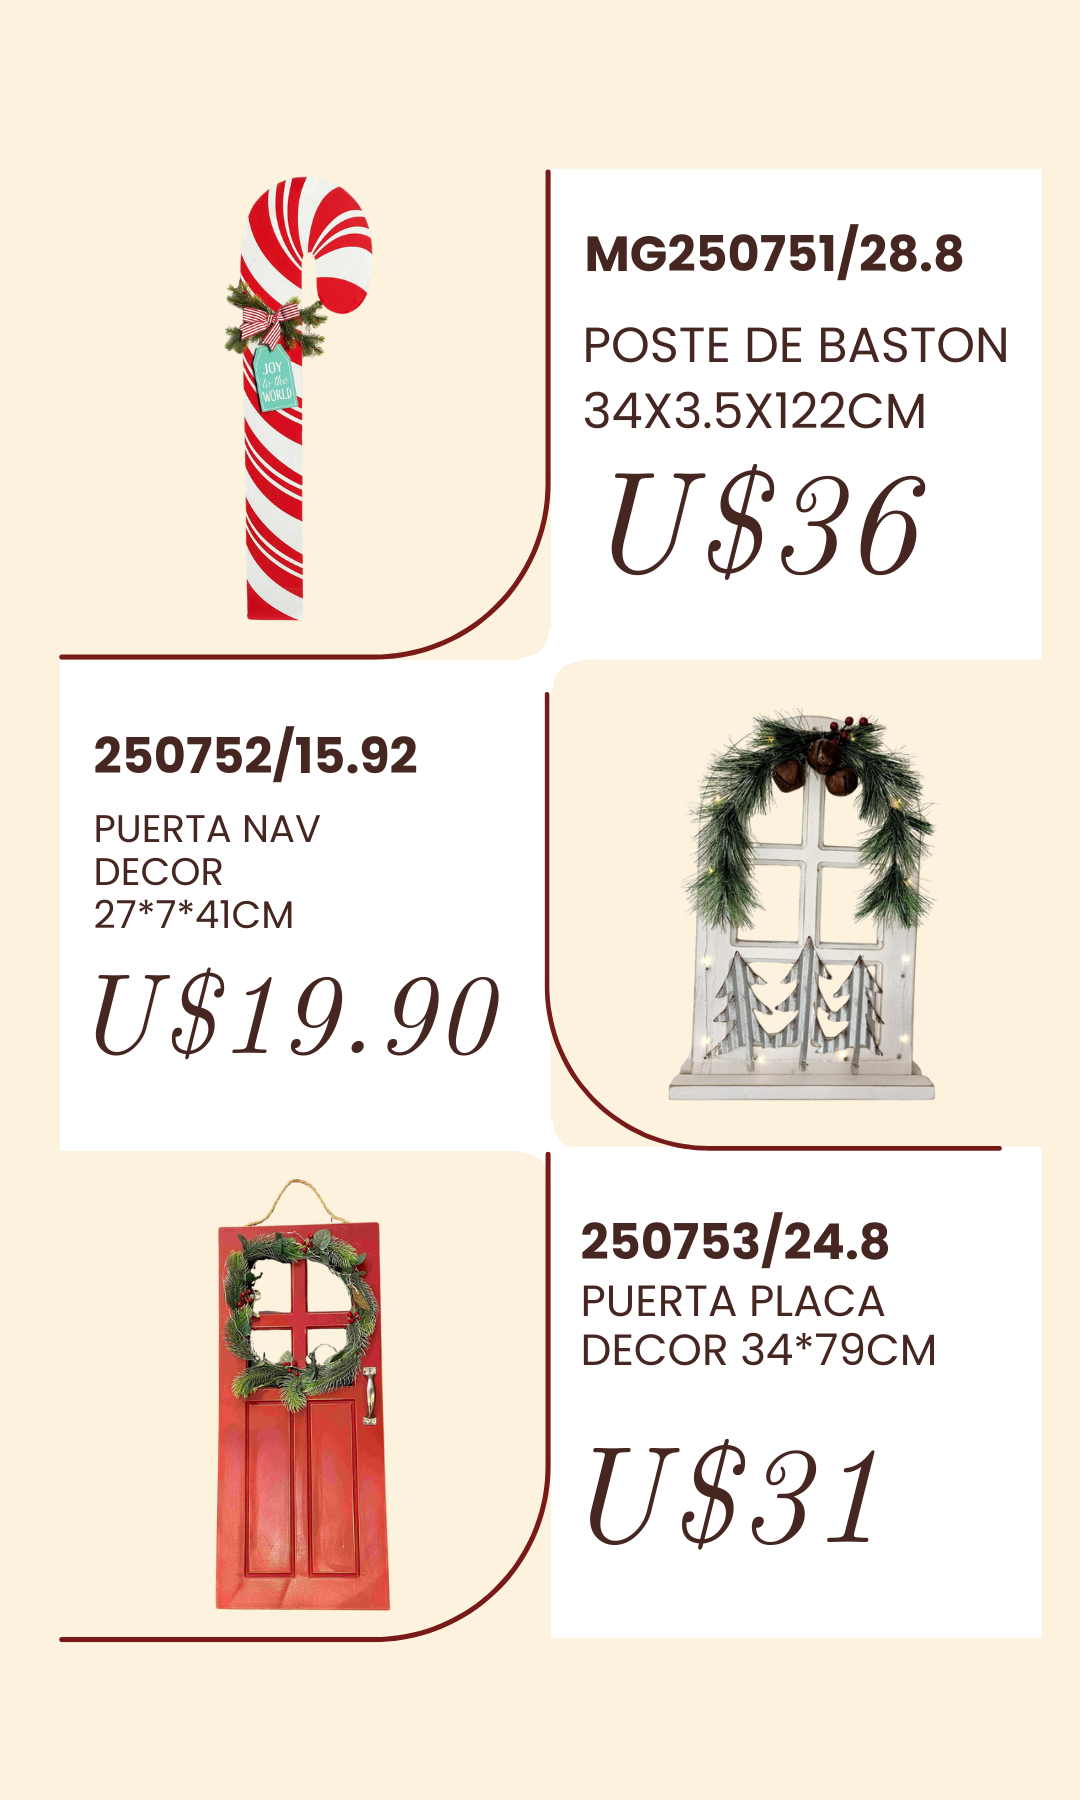 JOY
to the
WORLD
MG250751/28.8
POSTE DE BASTON
34X3.5X122CM
U$36
250752/15.92
PUERTA NAV
DECOR
27*7*41CM
U$19.90
250753/24.8
PUERTA PLACA
DECOR 34*79CM
U$31